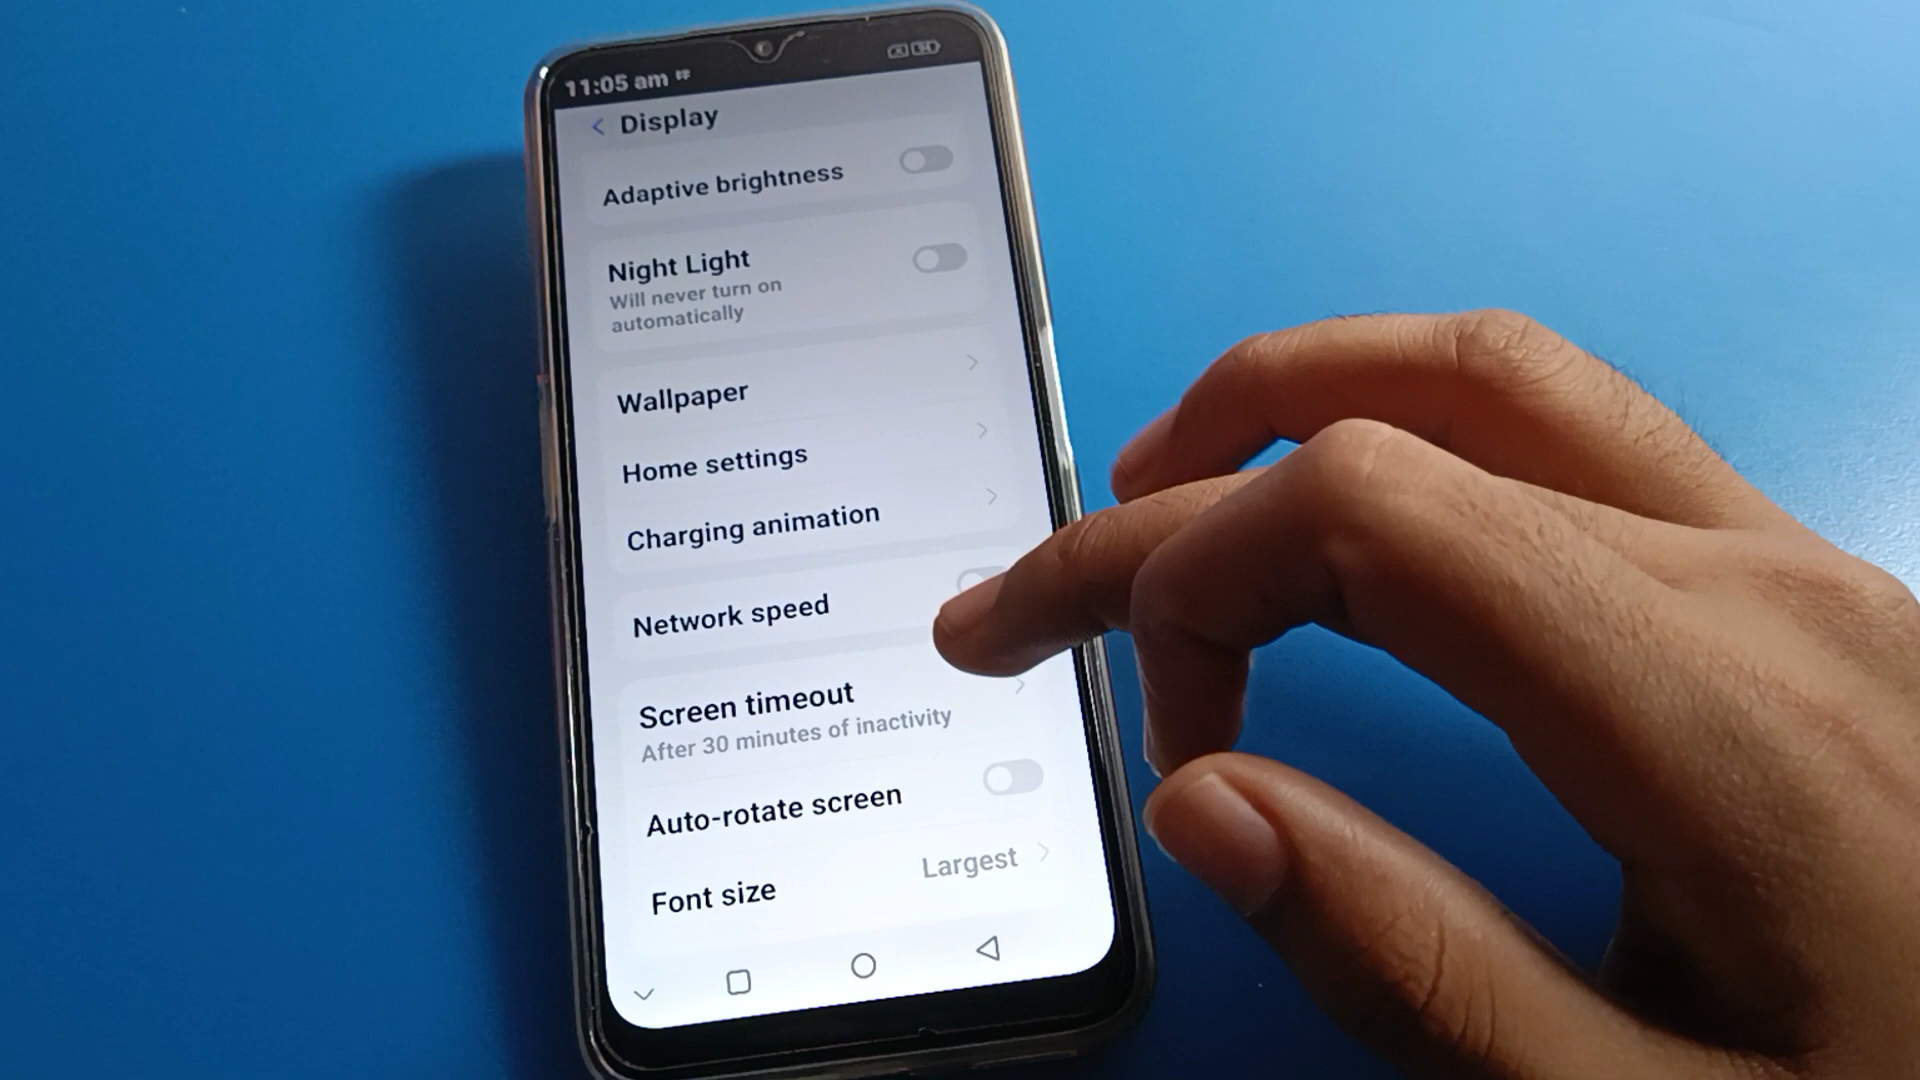 11:05 am
Display
Adaptive brightness
Night Light
Will never turn on
automatically
Wallpaper
Home settings
Charging animation
Network speed
Screen timeout
After 30 minutes of inactivity
Auto-rotate screen
Font size
Largest